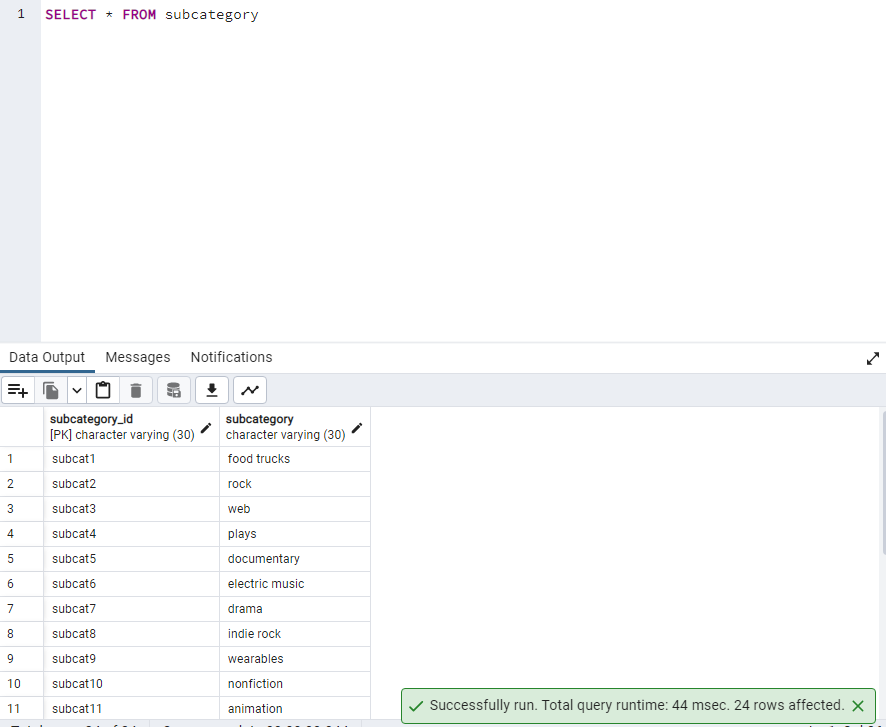 1 SELECT * FROM subcategory
Data Output Messages Notifications
subcategory_id subcategory
[PK] character varying (30) character varying (30)
1 subcat1 food trucks
2 subcat2 rock
3 subcat3 web
4 subcat4 plays
5 subcat5 documentary
6 subcat6 electric music
7 subcat7 drama
8 subcat8 indie rock
9 subcat9 wearables
10 subcat10 nonfiction
11 subcat11 animation
Successfully run. Total query runtime: 44 msec. 24 rows affected.